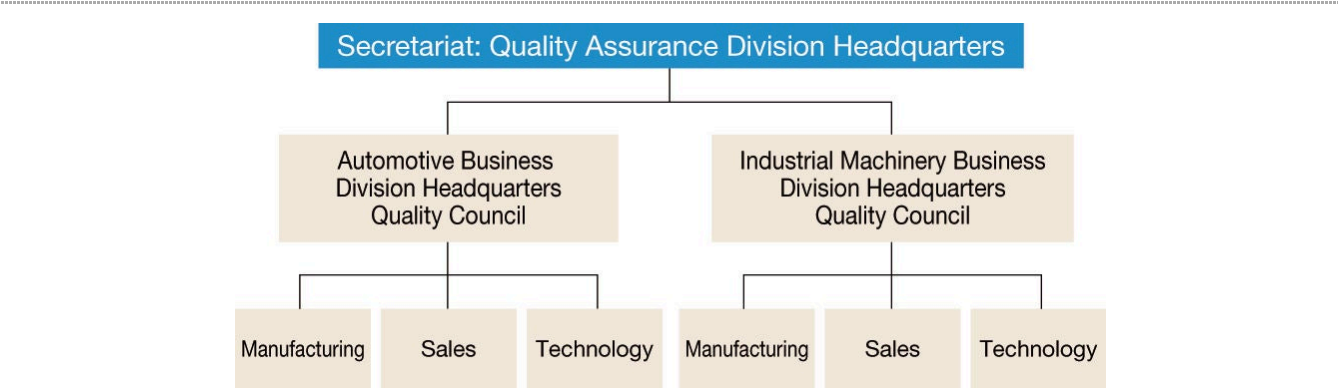 Secretariat: Quality Assurance Division Headquarters
Automotive Business
Division Headquarters
Quality Council
Industrial Machinery Business
Division Headquarters
Quality Council
Manufacturing
Sales
Technology
Manufacturing
Sales
Technology